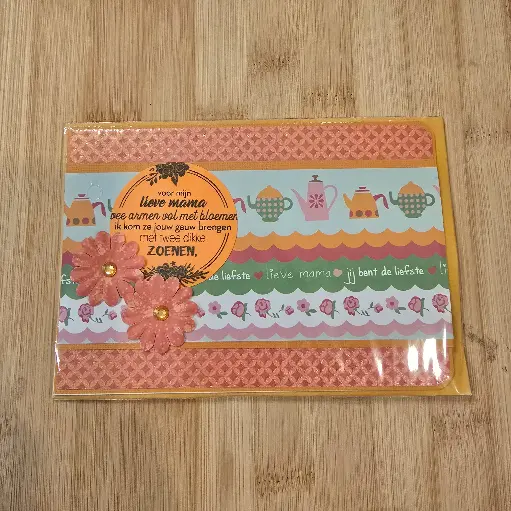 voor mijn
lieve mama
twee armen vol met bloemen
ik kom ze jouw gauw brengen
met twee dikke
ZOENEN.
de liefste lieve mama jij bent de liefste